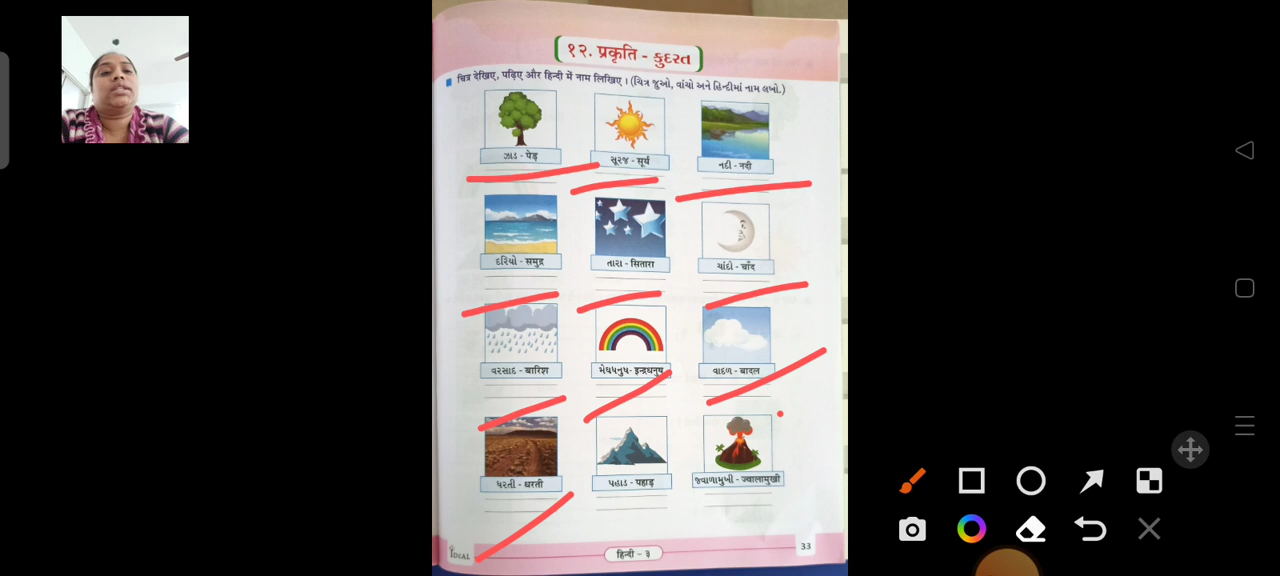 १२. प्रकृति - કુદરત
चित्र देखिए, पढ़िए और हिन्दी में नाम लिखिए । (ચિત્ર જુઓ, વાંચો અને હિન્દીમાં નામ લખો.)
ઝાડ - पेड़
સૂરજ - सूर्य
નદી - नदी
દરિયો - समुद्र
તારા - सितारा
ચાંદો - चाँद
વરસાદ - बारिश
મેઘધનુષ - इन्द्रधनुष
વાદળ - बादल
ધરતી - धरती
પહાડ - पहाड़
જ્વાળામુખી - ज्वालामुखी
IDEAL
हिन्दी - ३
33